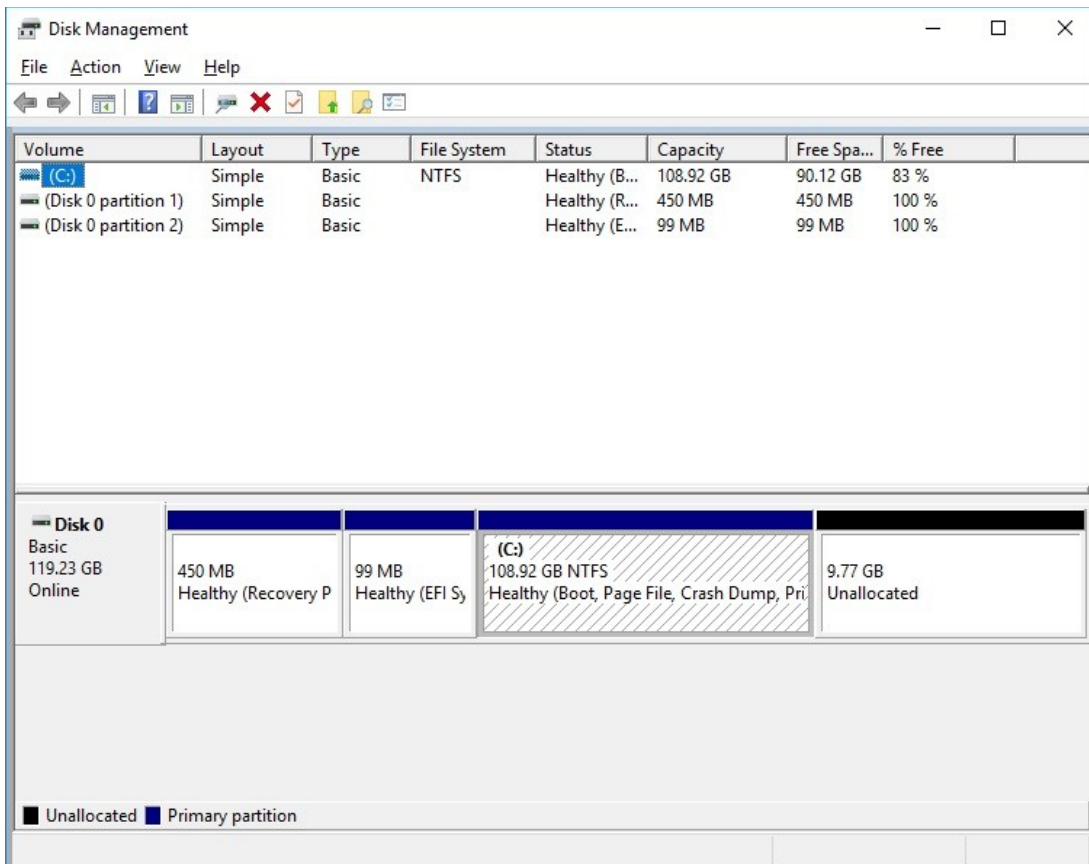 Disk Management
File Action View Help
Volume Layout Type File System Status Capacity Free Spa... % Free
(C:) Simple Basic NTFS Healthy (B... 108.92 GB 90.12 GB 83 %
(Disk 0 partition 1) Simple Basic Healthy (R... 450 MB 450 MB 100 %
(Disk 0 partition 2) Simple Basic Healthy (E... 99 MB 99 MB 100 %
Disk 0
Basic
119.23 GB
Online
450 MB
Healthy (Recovery P
99 MB
Healthy (EFI Sy
(C:)
108.92 GB NTFS
Healthy (Boot, Page File, Crash Dump, Pri
9.77 GB
Unallocated
Unallocated Primary partition